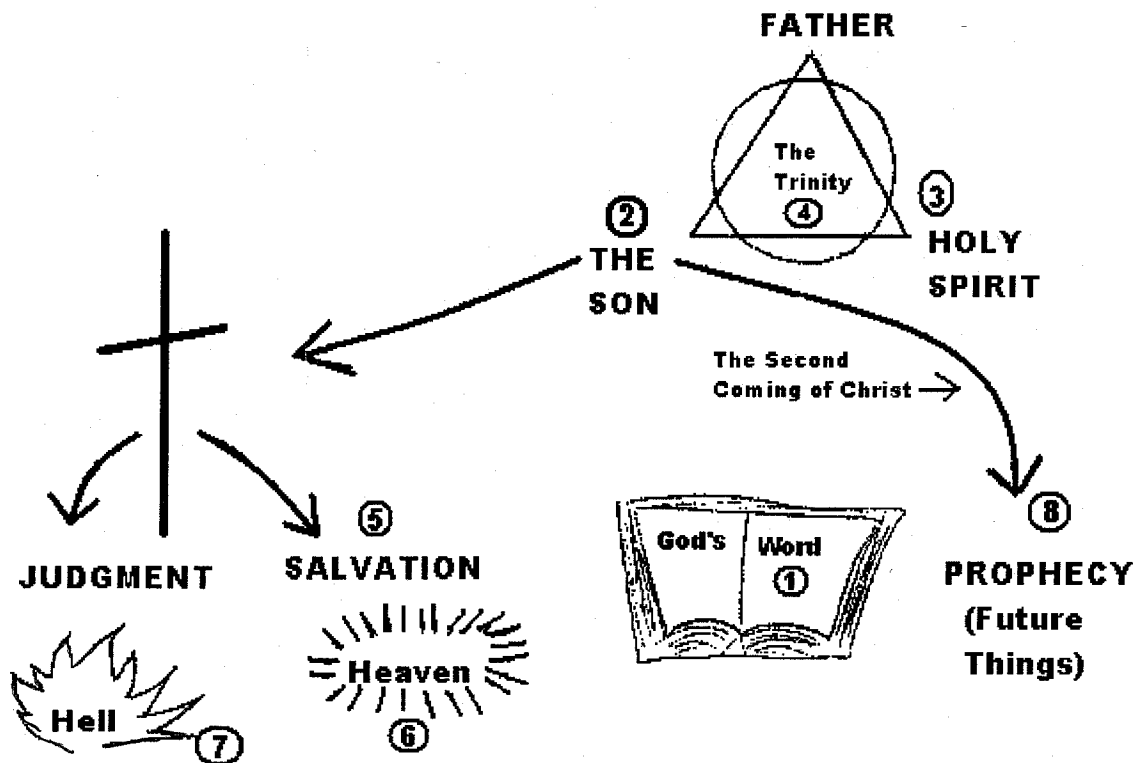 FATHER
The
Trinity
4
3
HOLY
SPIRIT
2
THE
SON
The Second
Coming of Christ
5
SALVATION
JUDGMENT
Heaven
6
Hell
7
God's Word
1
8
PROPHECY
(Future
Things)